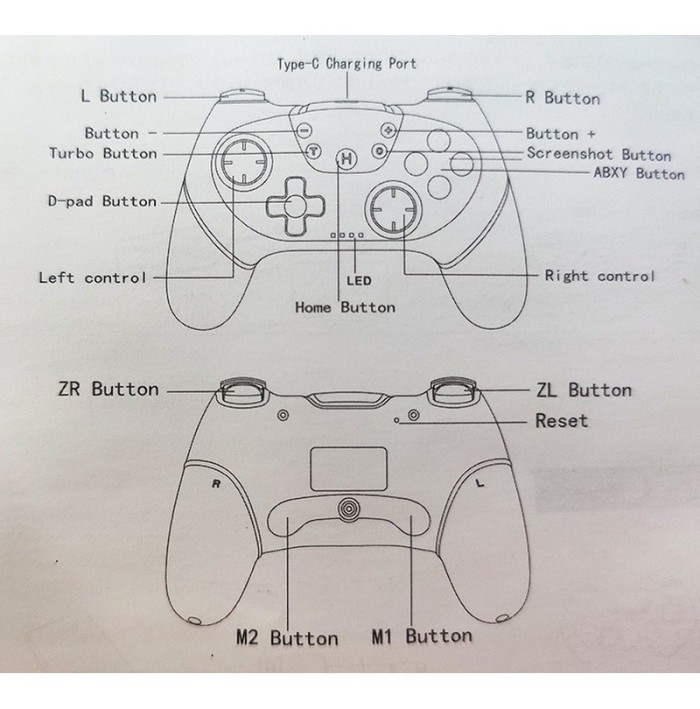 Type-C Charging Port
L Button
R Button
Button -
Button +
Turbo Button
T
H
Screenshot Button
ABXY Button
D-pad Button
Left control
LED
Right control
Home Button
ZR Button
ZL Button
Reset
R
L
M2 Button
M1 Button